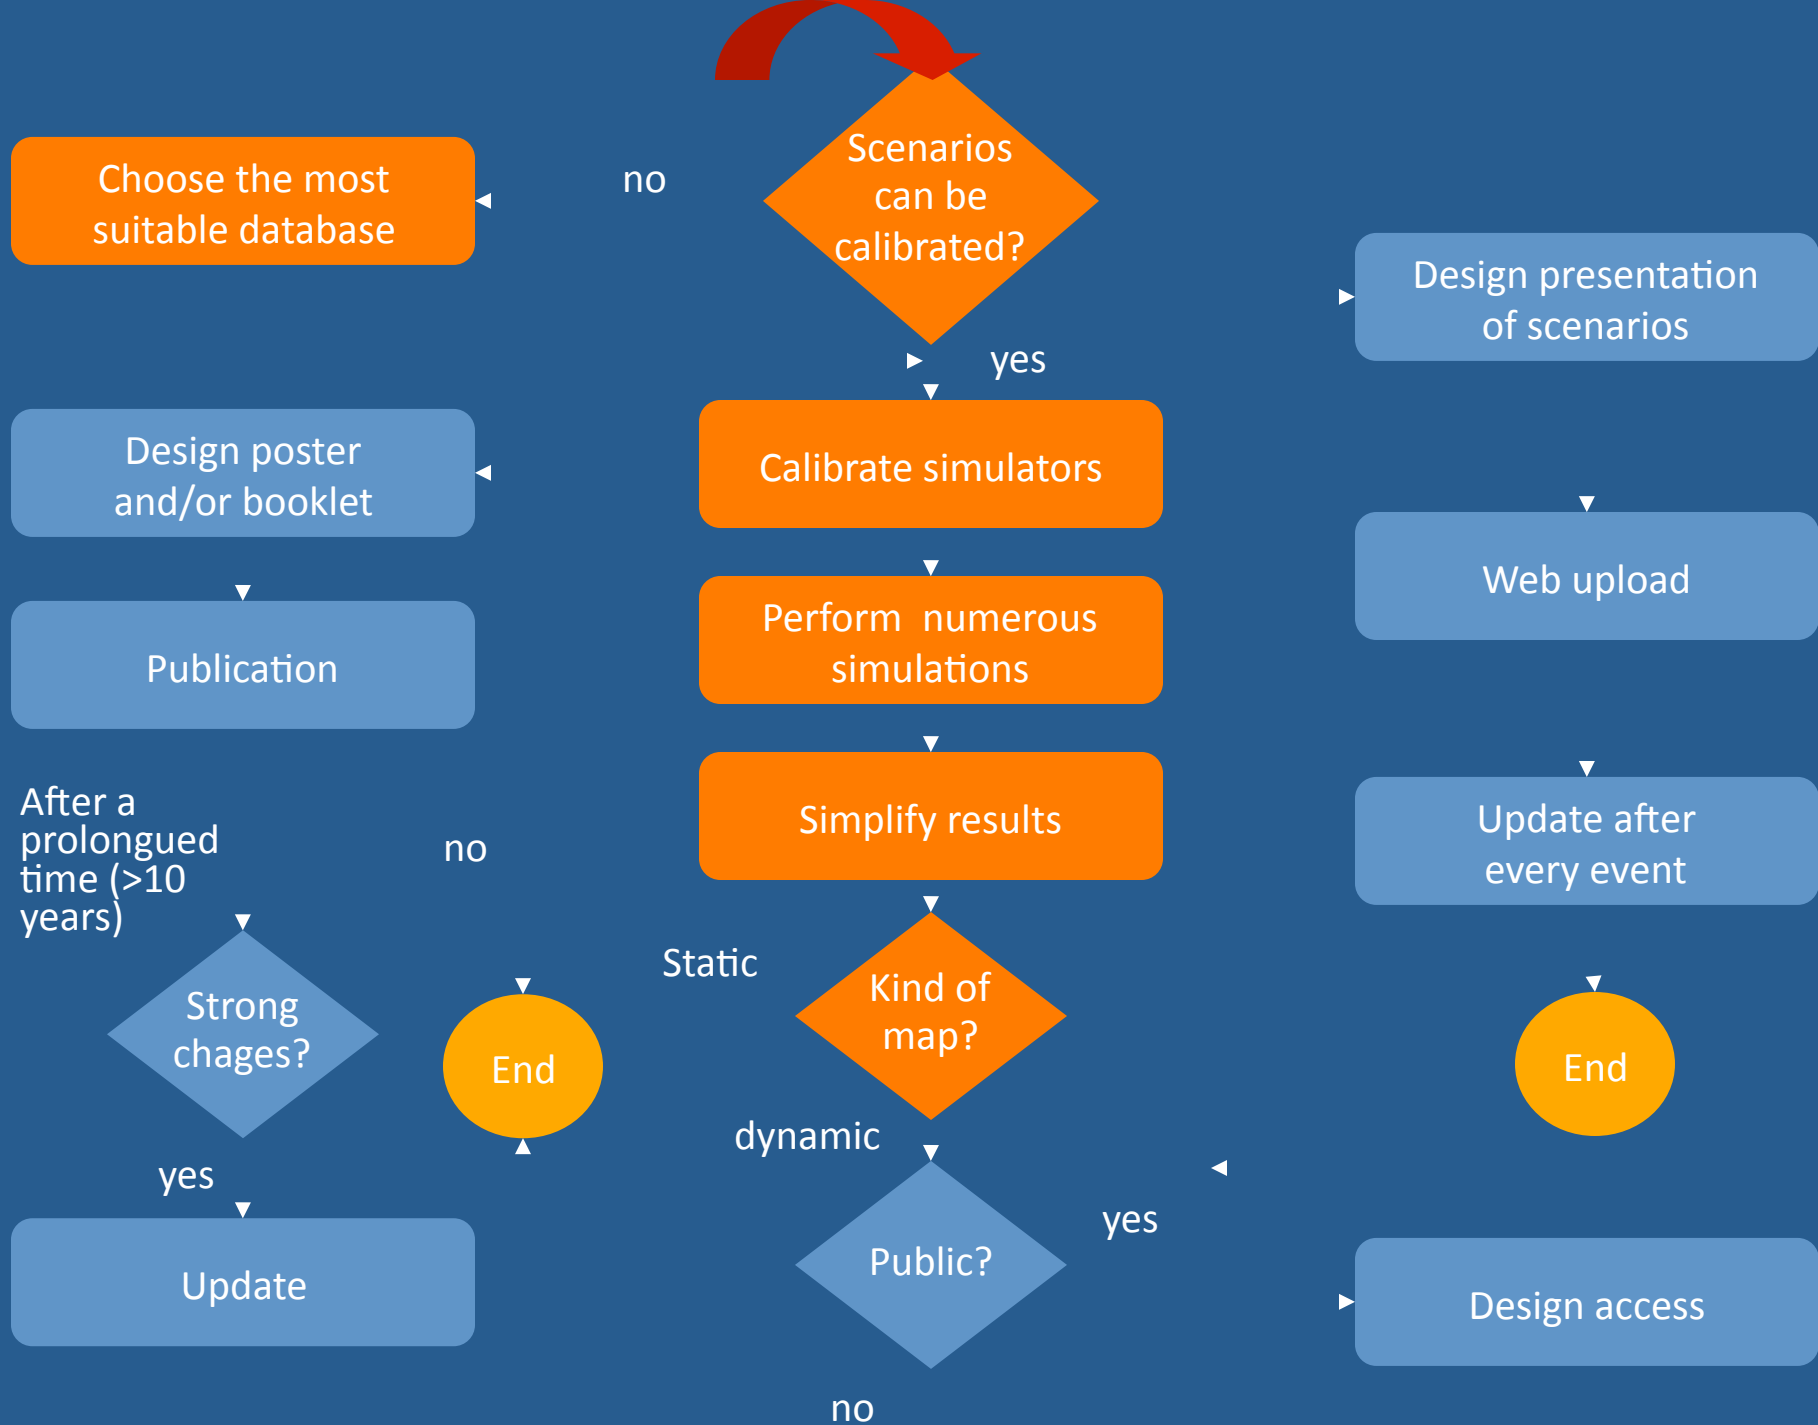 Scenarios
can be
calibrated?
no
Choose the most
suitable database
yes
Calibrate simulators
Perform  numerous
simulations
Simplify results
Kind of
map?
Static
Design poster
and/or booklet
Publication
After a
prolongued
time (>10
years)
Strong
chages?
no
End
yes
Update
dynamic
Public?
yes
no
Design presentation
of scenarios
Web upload
Update after
every event
End
Design access